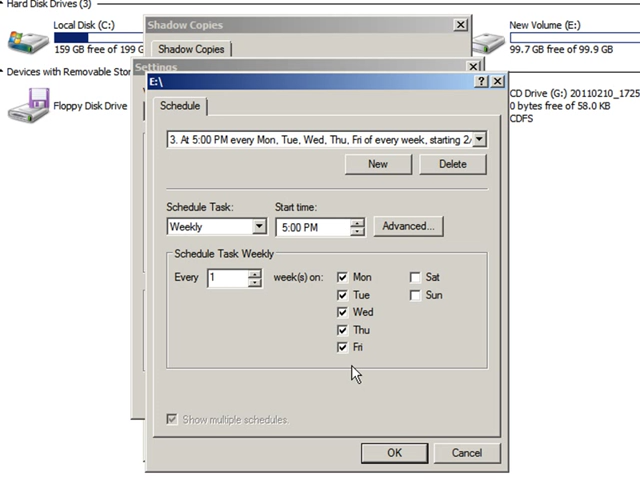 Hard Disk Drives (3)
Local Disk (C:)
159 GB free of 199 G
Shadow Copies
Shadow Copies
New Volume (E:)
99.7 GB free of 99.9 GB
Devices with Removable Stor
Settings
Floppy Disk Drive
CD Drive (G:) 20110210_1725
0 bytes free of 58.0 KB
CDFS
E:\
Schedule
3. At 5:00 PM every Mon, Tue, Wed, Thu, Fri of every week, starting 2/
New
Delete
Schedule Task:
Start time:
Weekly
5:00 PM
Advanced...
Schedule Task Weekly
Every 1 week(s) on:
Mon
Sat
Tue
Sun
Wed
Thu
Fri
Show multiple schedules.
OK
Cancel